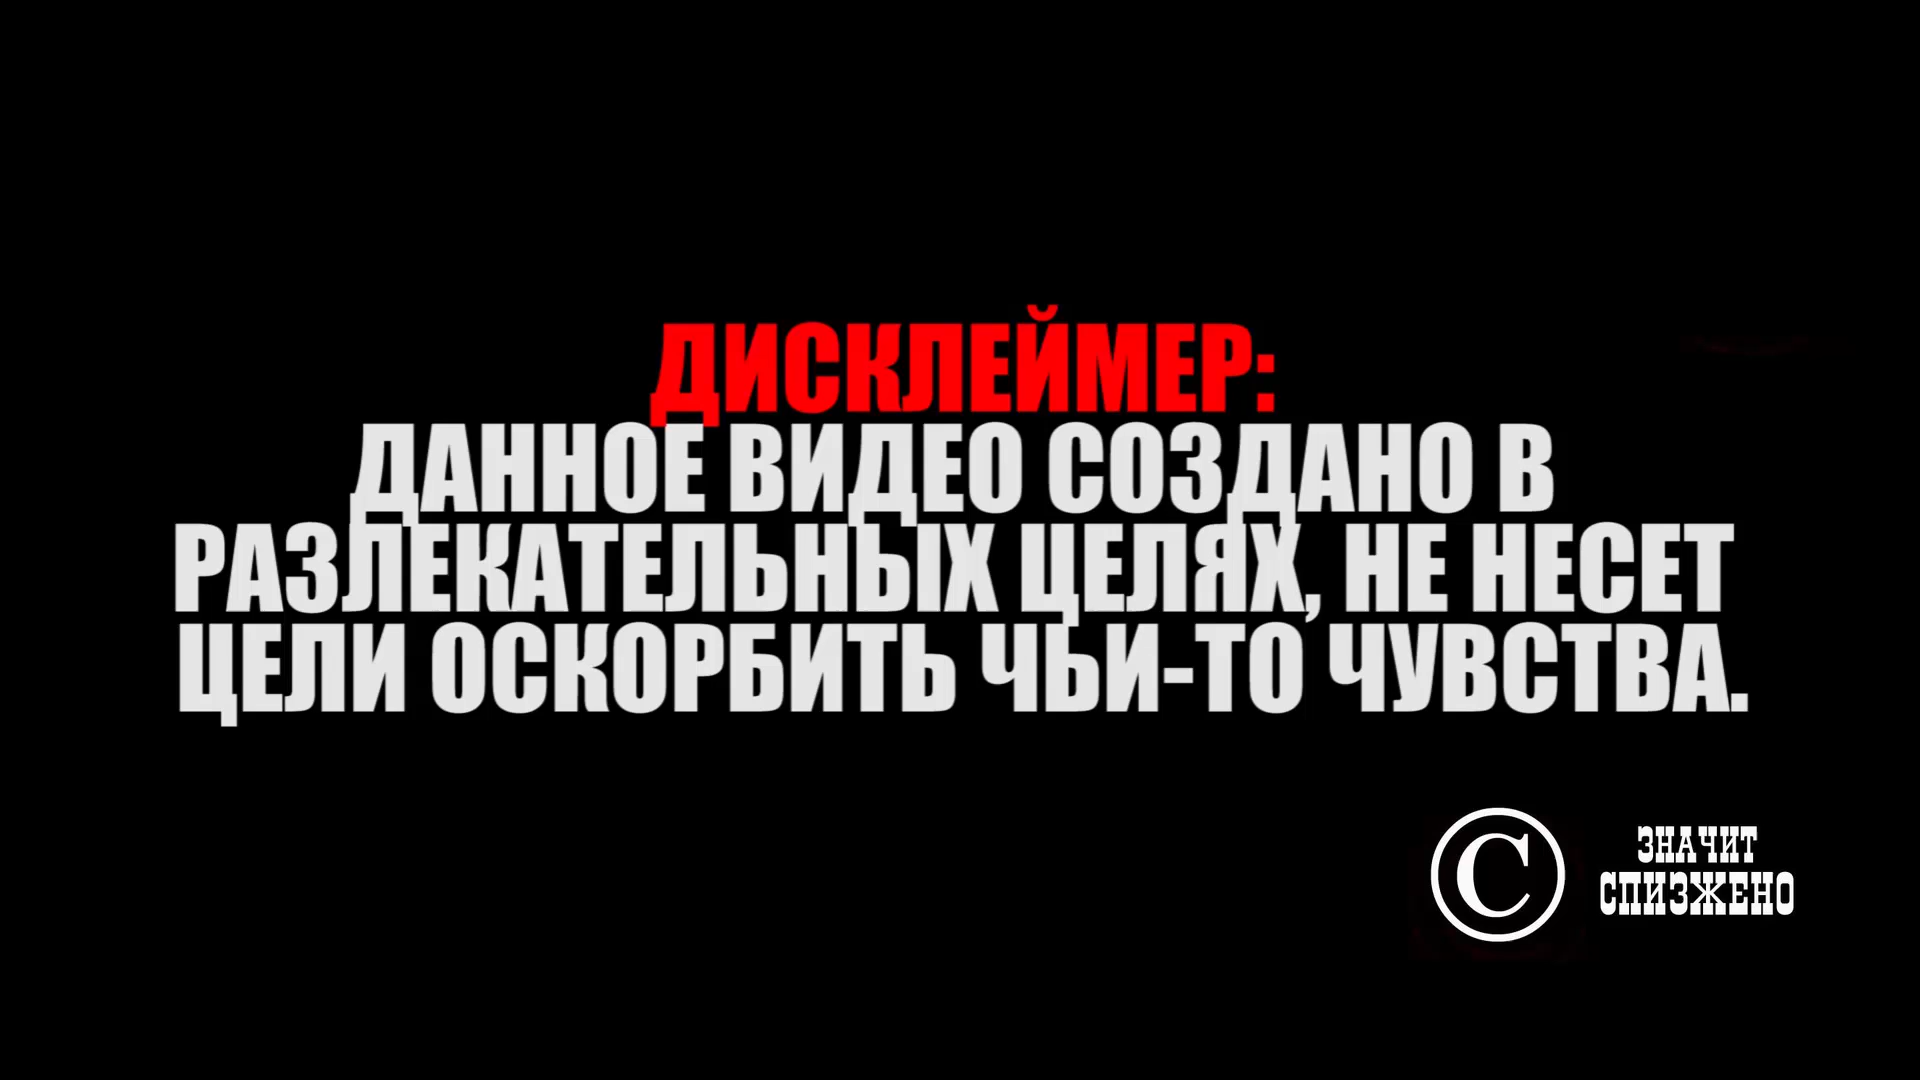 ДИСКЛЕЙМЕР:
ДАННОЕ ВИДЕО СОЗДАНО В
РАЗЛЕКАТЕЛЬНЫХ ЦЕЛЯХ, НЕ НЕСЕТ
ЦЕЛИ ОСКОРБИТЬ ЧЬИ-ТО ЧУВСТВА.
© ЗНАЧИТ
СПИЗЖЕНО